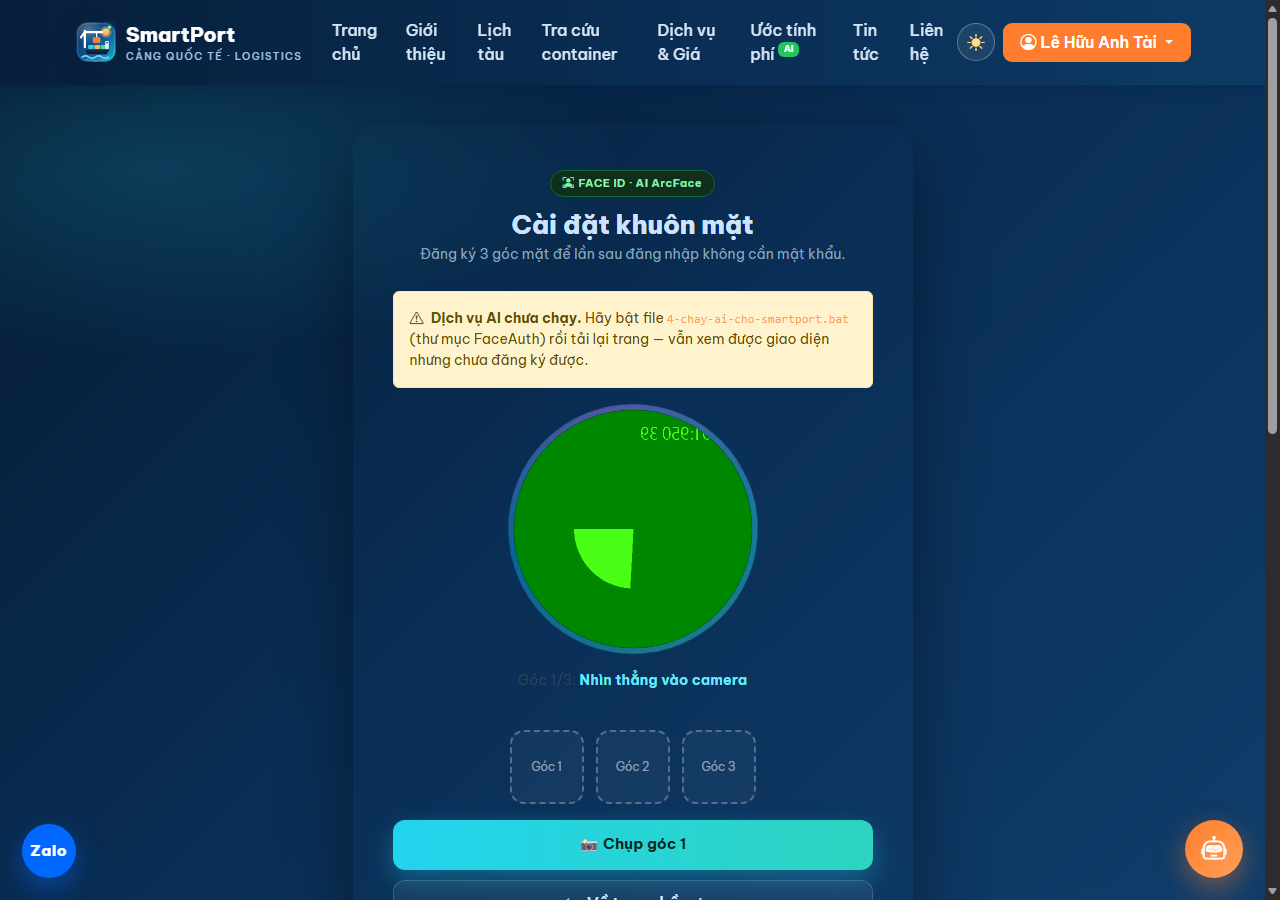 SmartPort
CẢNG QUỐC TẾ · LOGISTICS
Trang chủ
Giới thiệu
Lịch tàu
Tra cứu container
Dịch vụ & Giá
Ước tính phí AI
Tin tức
Liên hệ
Lê Hữu Anh Tài
FACE ID · AI ArcFace
Cài đặt khuôn mặt
Đăng ký 3 góc mặt để lần sau đăng nhập không cần mật khẩu.
Dịch vụ AI chưa chạy. Hãy bật file 4-chay-ai-cho-smartport.bat
(thư mục FaceAuth) rồi tải lại trang — vẫn xem được giao diện
nhưng chưa đăng ký được.
Góc 1/3: Nhìn thẳng vào camera
Góc 1
Góc 2
Góc 3
📸 Chụp góc 1
Zalo